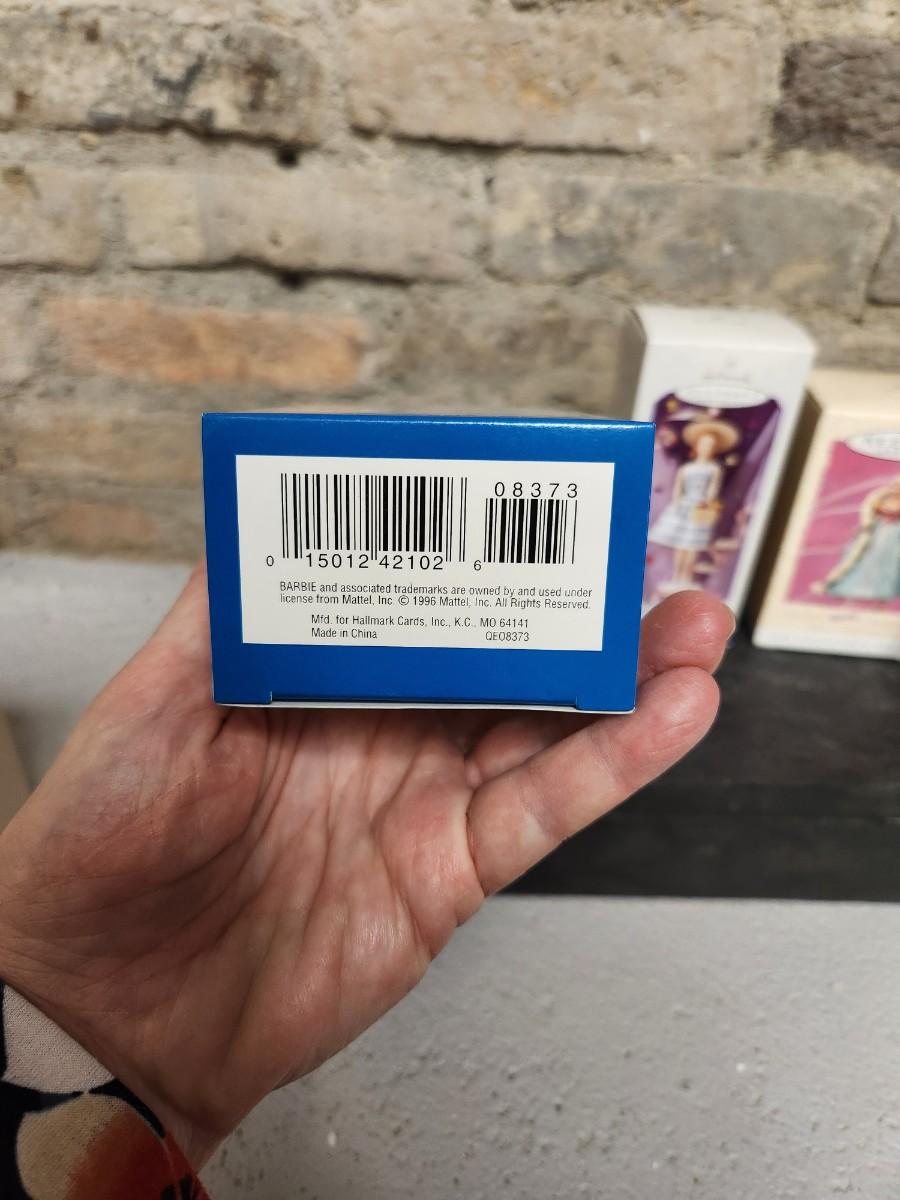 08373
0 15012 42102 6
BARBIE and associated trademarks are owned by and used under
license from Mattel, Inc. © 1996 Mattel, Inc. All Rights Reserved.
Mfd. for Hallmark Cards, Inc., K.C., MO 64141
Made in China QEO8373